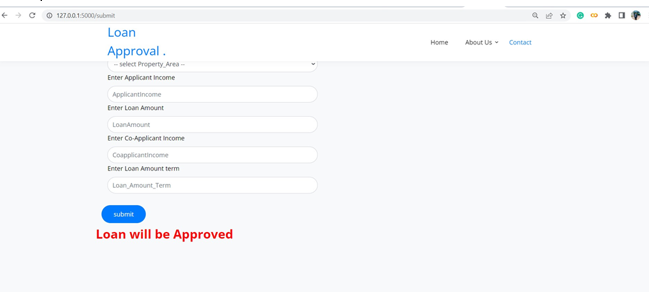 127.0.0.1:5000/submit
Loan
Approval .
Home About Us Contact
-- select Property_Area --
Enter Applicant Income
ApplicantIncome
Enter Loan Amount
LoanAmount
Enter Co-Applicant Income
CoapplicantIncome
Enter Loan Amount term
Loan_Amount_Term
submit
Loan will be Approved